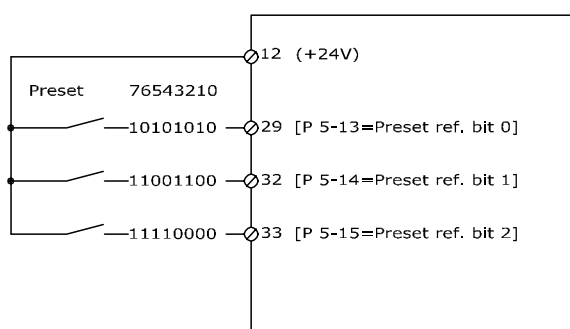 12 (+24V)
Preset 76543210
10101010 29 [P 5-13=Preset ref. bit 0]
11001100 32 [P 5-14=Preset ref. bit 1]
11110000 33 [P 5-15=Preset ref. bit 2]